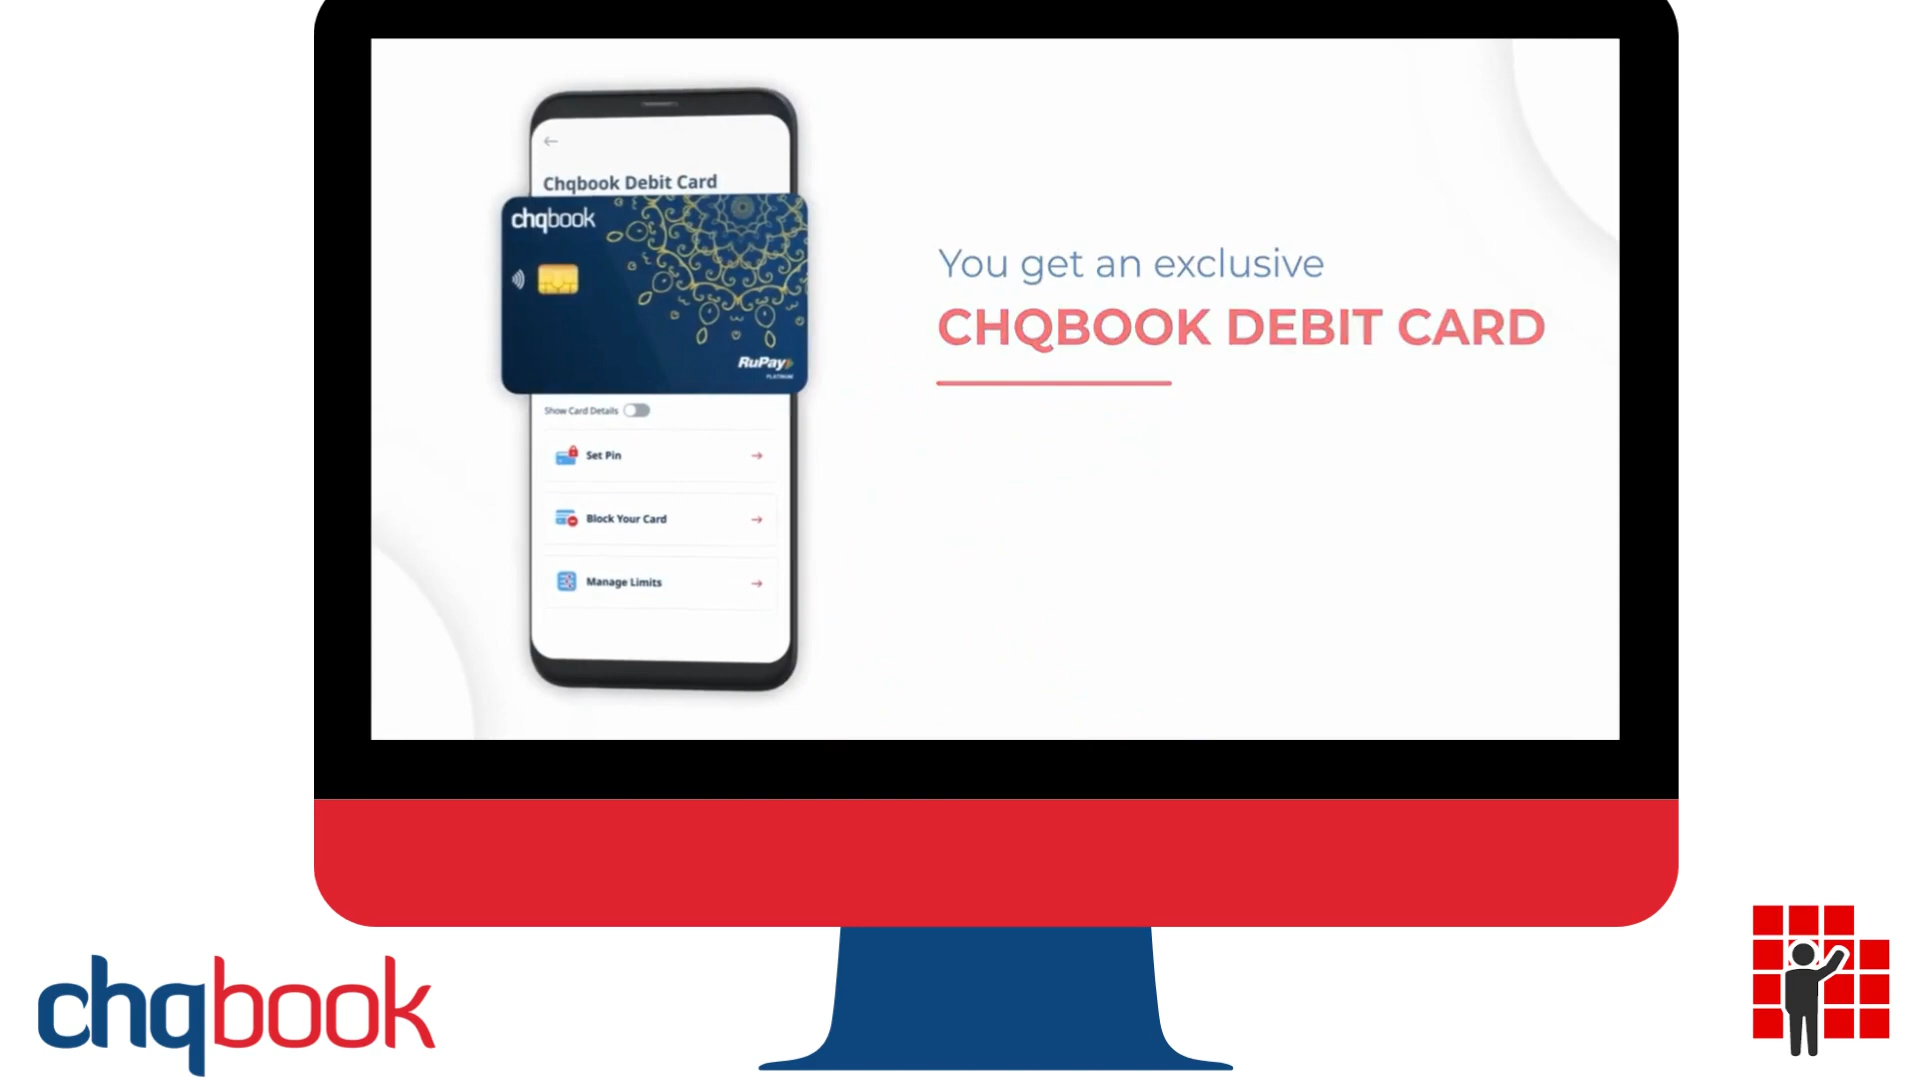 Chqbook Debit Card
chqbook
RuPay
PLATINUM
Show Card Details
Set Pin
Block Your Card
Manage Limits
You get an exclusive
CHQBOOK DEBIT CARD
chqbook